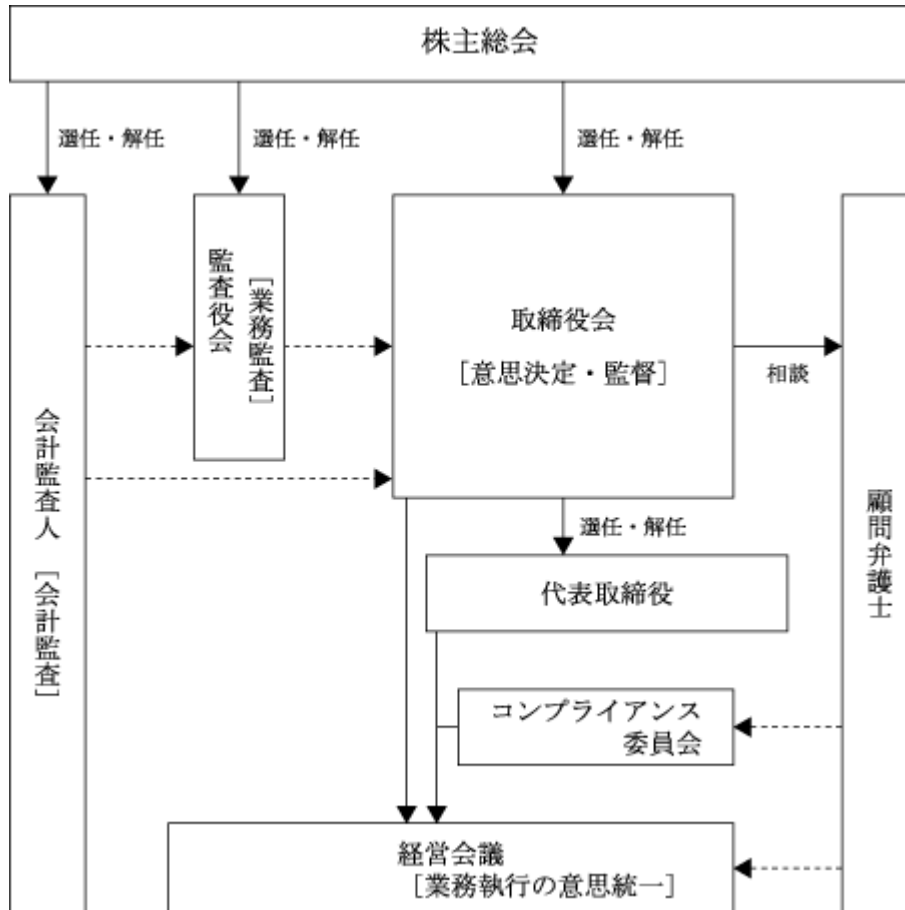 株主総会
選任・解任
選任・解任
選任・解任
監査役会
［業務監査］
取締役会
［意思決定・監督］
相談
会計監査人 ［会計監査］
顧問弁護士
選任・解任
代表取締役
コンプライアンス
委員会
経営会議
［業務執行の意思統一］